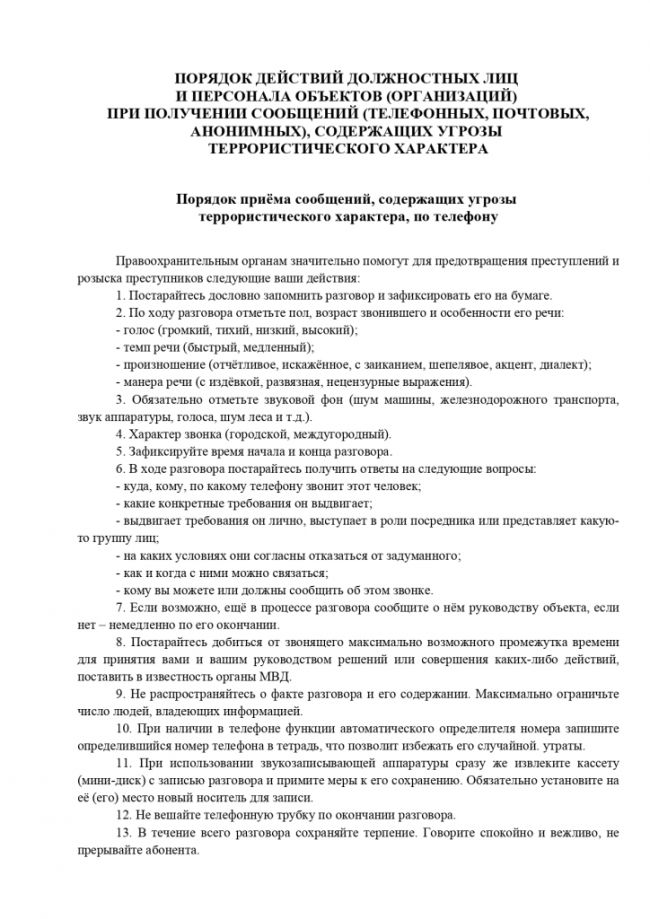 ПОРЯДОК ДЕЙСТВИЙ ДОЛЖНОСТНЫХ ЛИЦ
И ПЕРСОНАЛА ОБЪЕКТОВ (ОРГАНИЗАЦИЙ)
ПРИ ПОЛУЧЕНИИ СООБЩЕНИЙ (ТЕЛЕФОННЫХ, ПОЧТОВЫХ,
АНОНИМНЫХ), СОДЕРЖАЩИХ УГРОЗЫ
ТЕРРОРИСТИЧЕСКОГО ХАРАКТЕРА
Порядок приёма сообщений, содержащих угрозы
террористического характера, по телефону
Правоохранительным органам значительно помогут для предотвращения преступлений и
розыска преступников следующие ваши действия:
1. Постарайтесь дословно запомнить разговор и зафиксировать его на бумаге.
2. По ходу разговора отметьте пол, возраст звонившего и особенности его речи:
- голос (громкий, тихий, низкий, высокий);
- темп речи (быстрый, медленный);
- произношение (отчётливое, искажённое, с заиканием, шепелявое, акцент, диалект);
- манера речи (с издёвкой, развязная, нецензурные выражения).
3. Обязательно отметьте звуковой фон (шум машины, железнодорожного транспорта,
звук аппаратуры, голоса, шум леса и т.д.).
4. Характер звонка (городской, междугородный).
5. Зафиксируйте время начала и конца разговора.
6. В ходе разговора постарайтесь получить ответы на следующие вопросы:
- куда, кому, по какому телефону звонит этот человек;
- какие конкретные требования он выдвигает;
- выдвигает требования он лично, выступает в роли посредника или представляет какую-
то группу лиц;
- на каких условиях они согласны отказаться от задуманного;
- как и когда с ними можно связаться;
- кому вы можете или должны сообщить об этом звонке.
7. Если возможно, ещё в процессе разговора сообщите о нём руководству объекта, если
нет – немедленно по его окончании.
8. Постарайтесь добиться от звонящего максимально возможного промежутка времени
для принятия вами и вашим руководством решений или совершения каких-либо действий,
поставить в известность органы МВД.
9. Не распространяйтесь о факте разговора и его содержании. Максимально ограничьте
число людей, владеющих информацией.
10. При наличии в телефоне функции автоматического определителя номера запишите
определившийся номер телефона в тетрадь, что позволит избежать его случайной. утраты.
11. При использовании звукозаписывающей аппаратуры сразу же извлеките кассету
(мини-диск) с записью разговора и примите меры к его сохранению. Обязательно установите на
её (его) место новый носитель для записи.
12. Не вешайте телефонную трубку по окончании разговора.
13. В течение всего разговора сохраняйте терпение. Говорите спокойно и вежливо, не
прерывайте абонента.